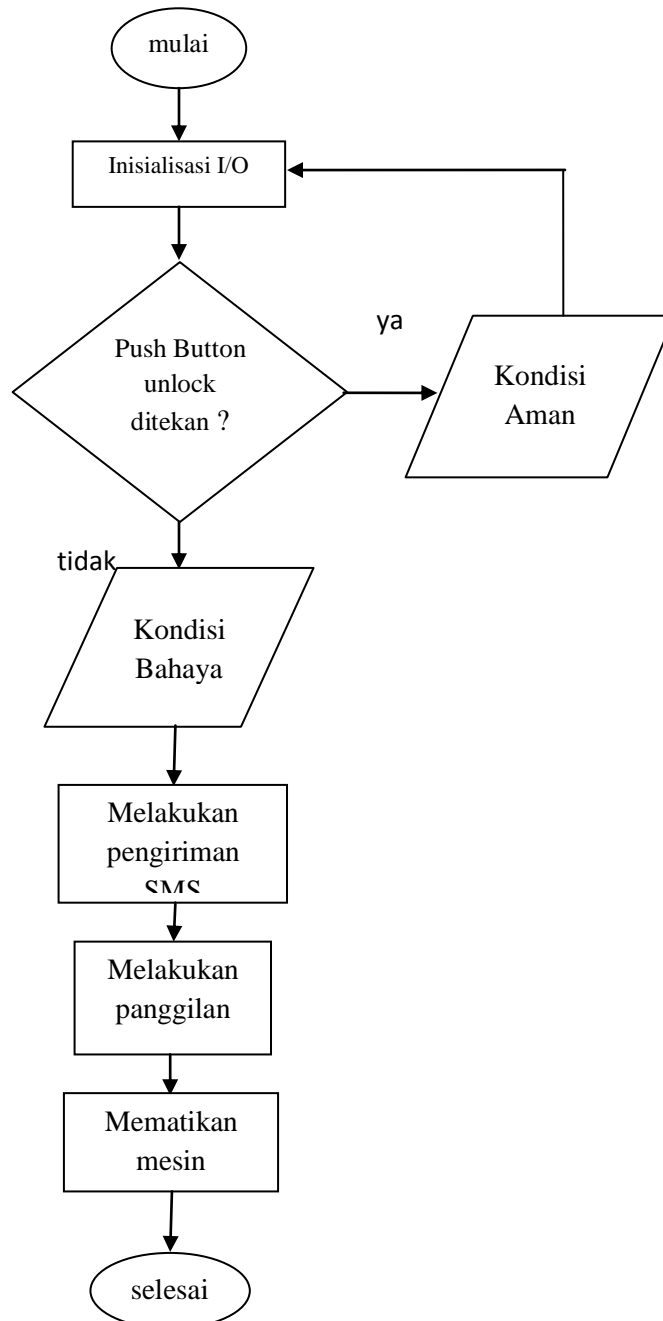 mulai
Inisialisasi I/O
Push Button
unlock
ditekan ?
ya
Kondisi
Aman
tidak
Kondisi
Bahaya
Melakukan
pengiriman
SMS
Melakukan
panggilan
Mematikan
mesin
selesai